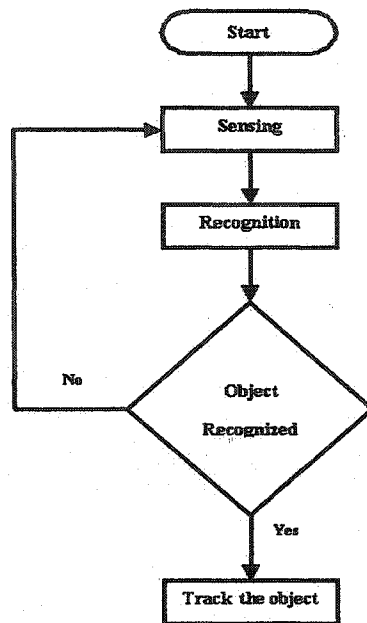 Start
Sensing
Recognition
No
Object
Recognized
Yes
Track the object